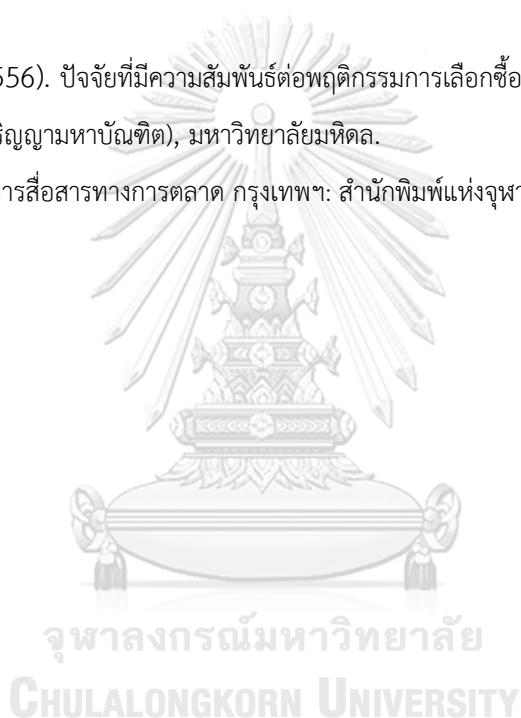 556). ปัจจัยที่มีความสัมพันธ์ต่อพฤติกรรมการเลือกซื้อ
ริญญามหาบัณฑิต), มหาวิทยาลัยมหิดล.
การสื่อสารทางการตลาด กรุงเทพฯ: สำนักพิมพ์แห่งจุฬา
จุฬาลงกรณ์มหาวิทยาลัย
CHULALONGKORN UNIVERSITY